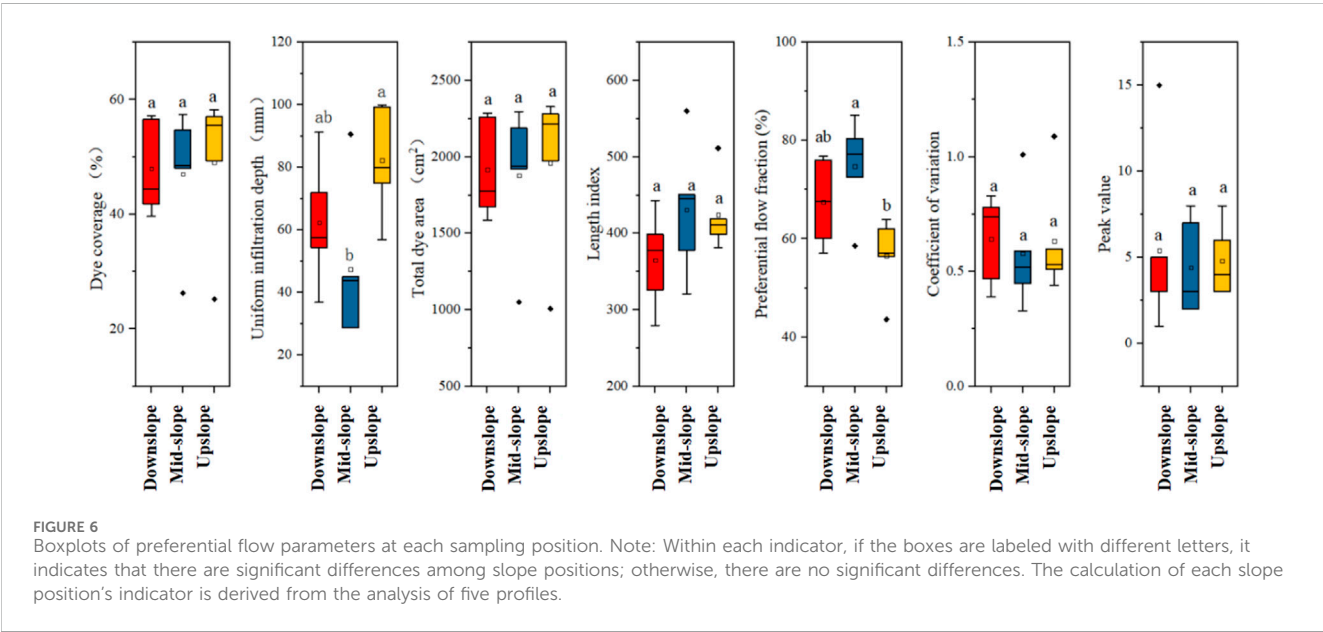 Dye coverage （%）
60
40
20
a a a
Downslope
Mid-slope
Upslope
Uniform infiltration depth （mm）
120
100
80
60
40
20
ab b a
Downslope
Mid-slope
Upslope
Total dye area （cm²）
2500
2000
1500
1000
500
a a a
Downslope
Mid-slope
Upslope
Length index
600
500
400
300
200
a a a
Downslope
Mid-slope
Upslope
Preferential flow fraction (%)
100
80
60
40
ab a b
Downslope
Mid-slope
Upslope
Coefficient of variation
1.5
1.0
0.5
0.0
a a a
Downslope
Mid-slope
Upslope
Peak value
15
10
5
0
a a a
Downslope
Mid-slope
Upslope
FIGURE 6
Boxplots of preferential flow parameters at each sampling position. Note: Within each indicator, if the boxes are labeled with different letters, it
indicates that there are significant differences among slope positions; otherwise, there are no significant differences. The calculation of each slope
position's indicator is derived from the analysis of five profiles.